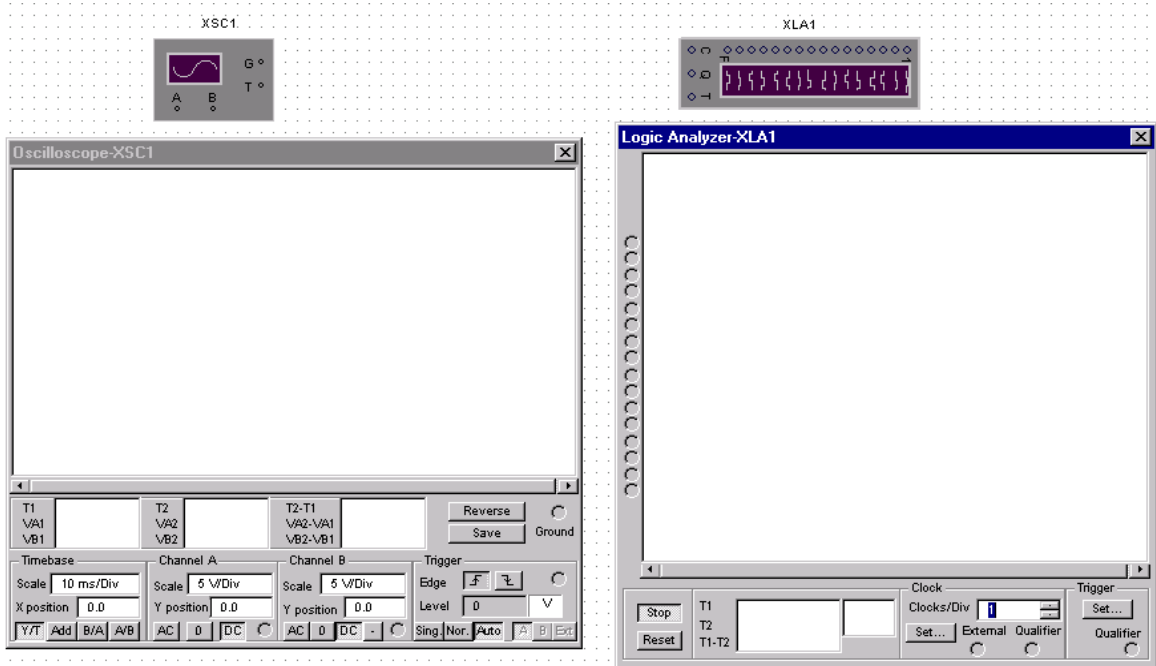 XSC1
G
T
A B
XLA1
C
Q
T
F 1
Oscilloscope-XSC1
T1
VA1
VB1
T2
VA2
VB2
T2-T1
VA2-VA1
VB2-VB1
Reverse
Save
Ground
Timebase
Scale 10 ms/Div
X position 0.0
Y/T Add B/A A/B
Channel A
Scale 5 V/Div
Y position 0.0
AC 0 DC
Channel B
Scale 5 V/Div
Y position 0.0
AC 0 DC -
Trigger
Edge
Level 0 V
Sing. Nor. Auto A B Ext
Logic Analyzer-XLA1
Stop
Reset
T1
T2
T1-T2
Clock
Clocks/Div 1
Set... External Qualifier
Trigger
Set...
Qualifier